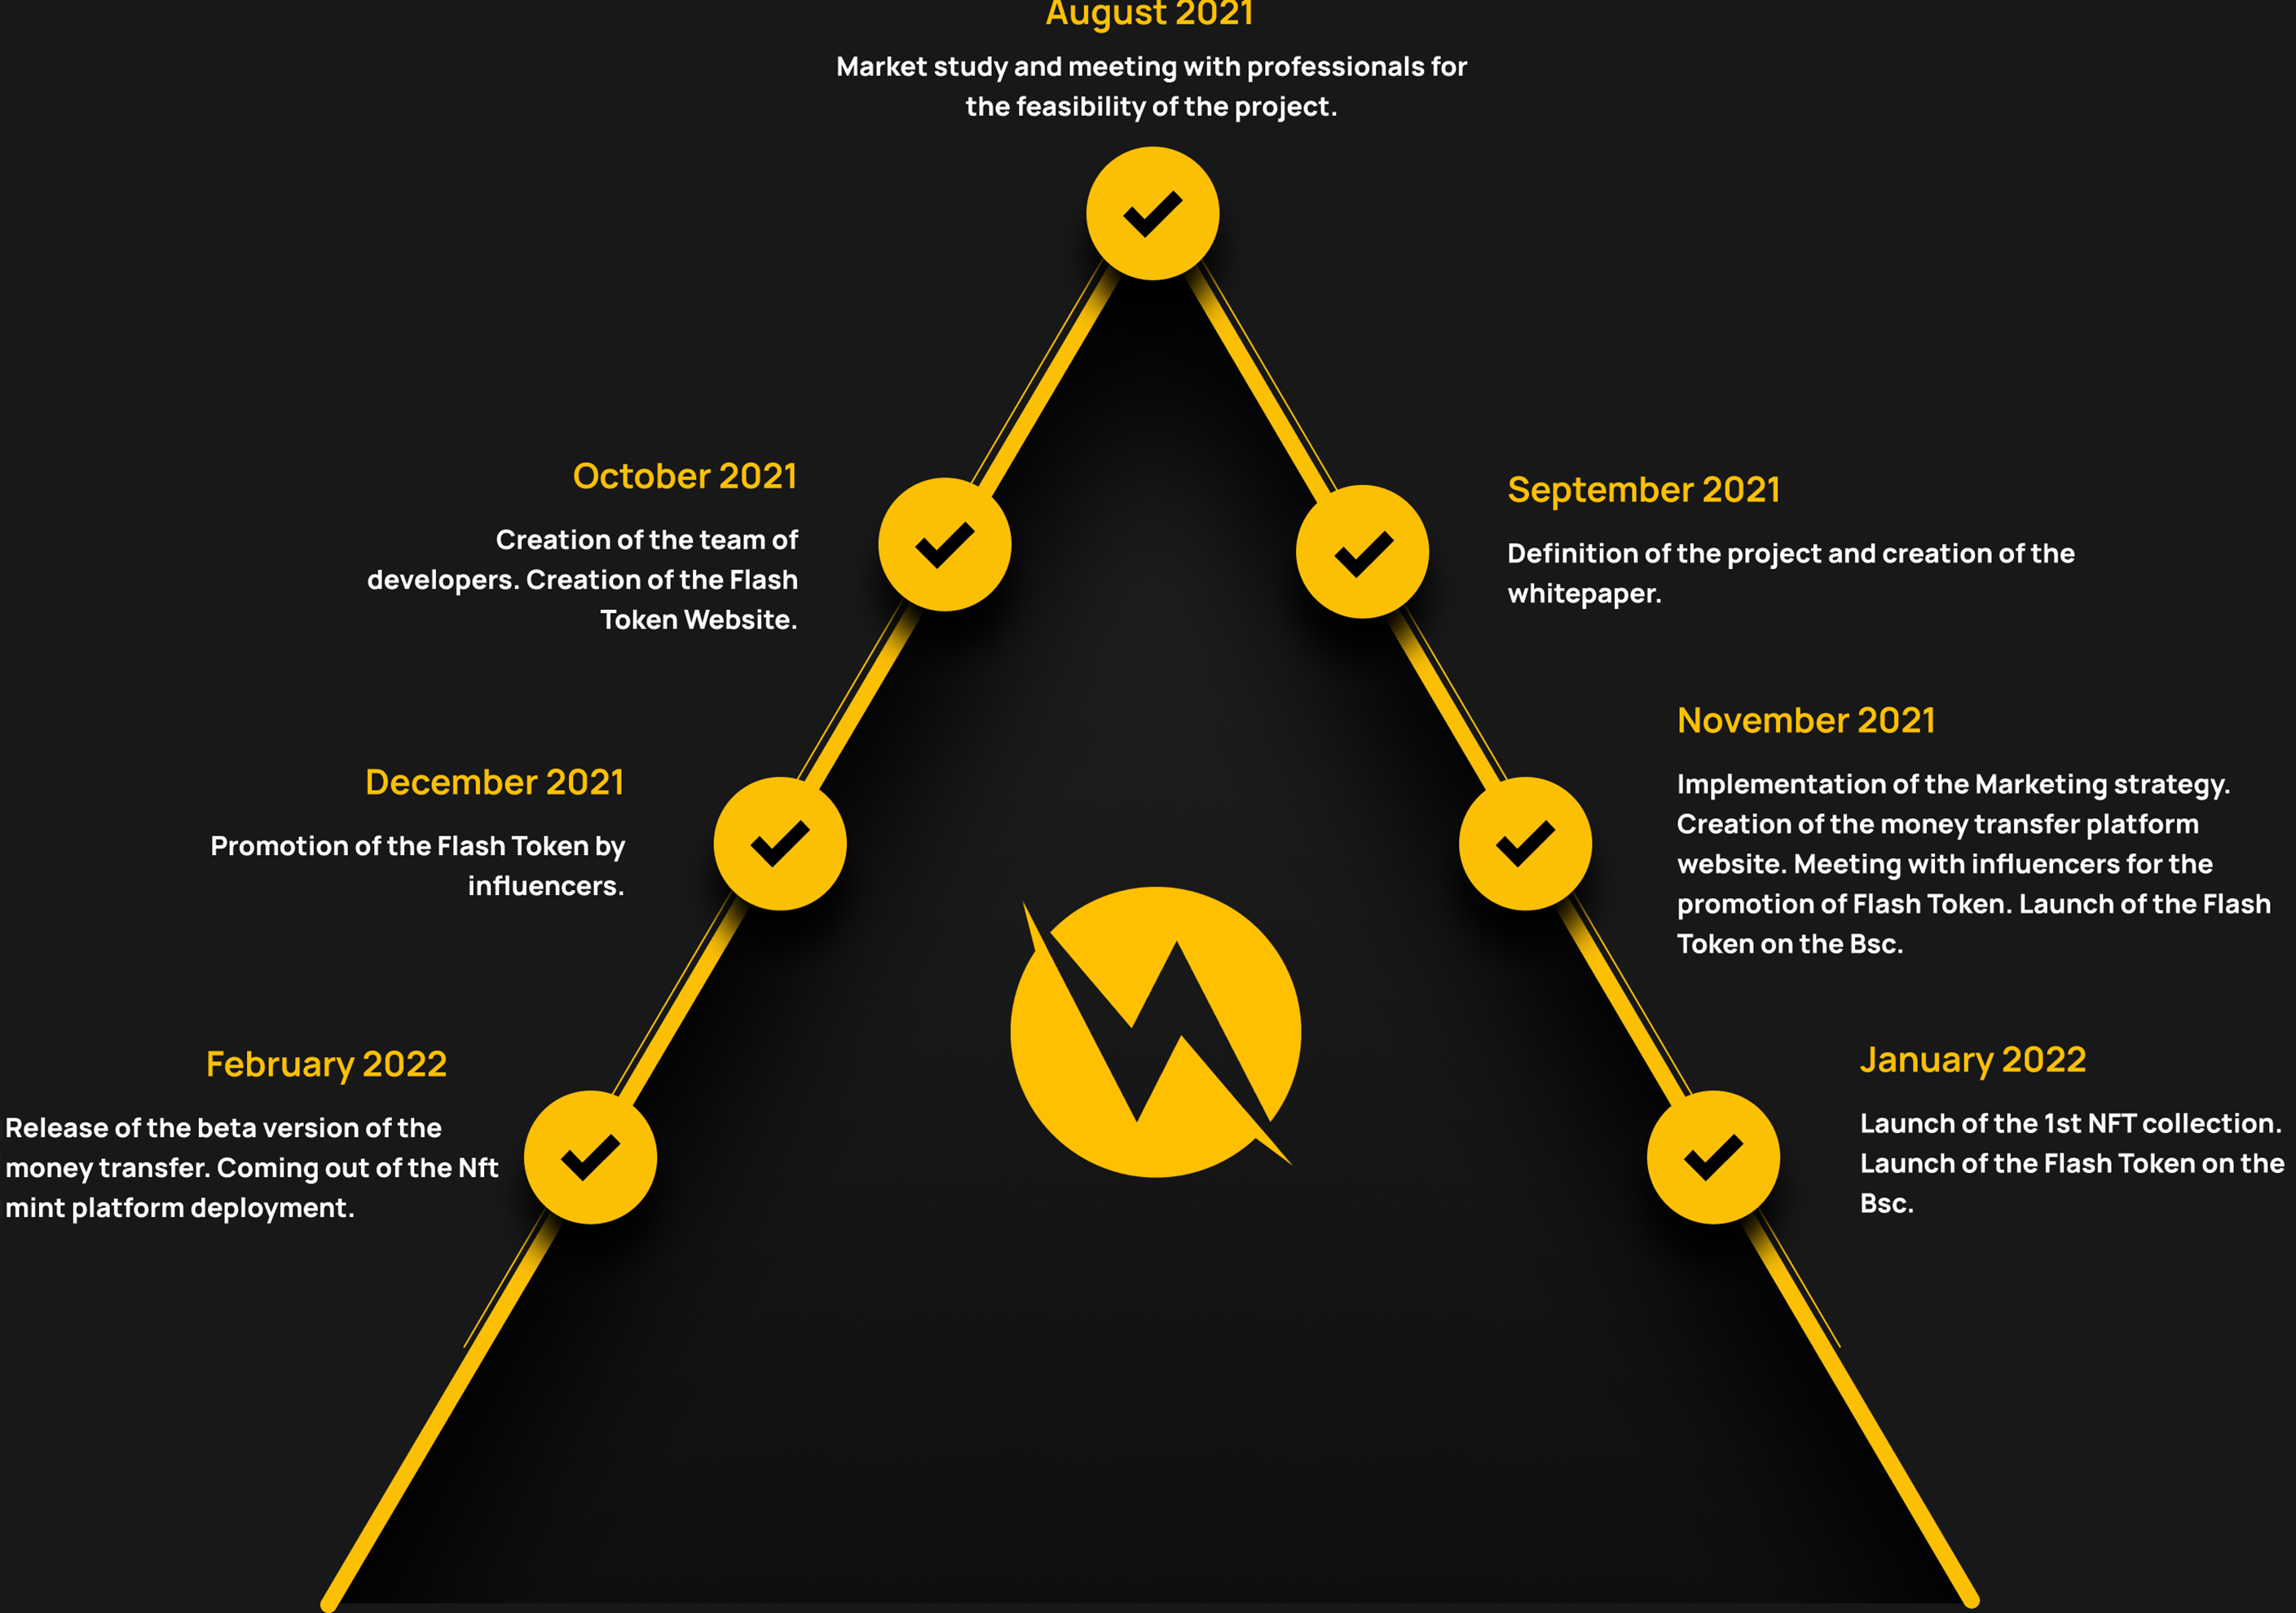 August 2021
Market study and meeting with professionals for
the feasibility of the project.
October 2021
Creation of the team of
developers. Creation of the Flash
Token Website.
September 2021
Definition of the project and creation of the
whitepaper.
December 2021
Promotion of the Flash Token by
influencers.
November 2021
Implementation of the Marketing strategy.
Creation of the money transfer platform
website. Meeting with influencers for the
promotion of Flash Token. Launch of the Flash
Token on the Bsc.
February 2022
Release of the beta version of the
money transfer. Coming out of the Nft
mint platform deployment.
January 2022
Launch of the 1st NFT collection.
Launch of the Flash Token on the
Bsc.